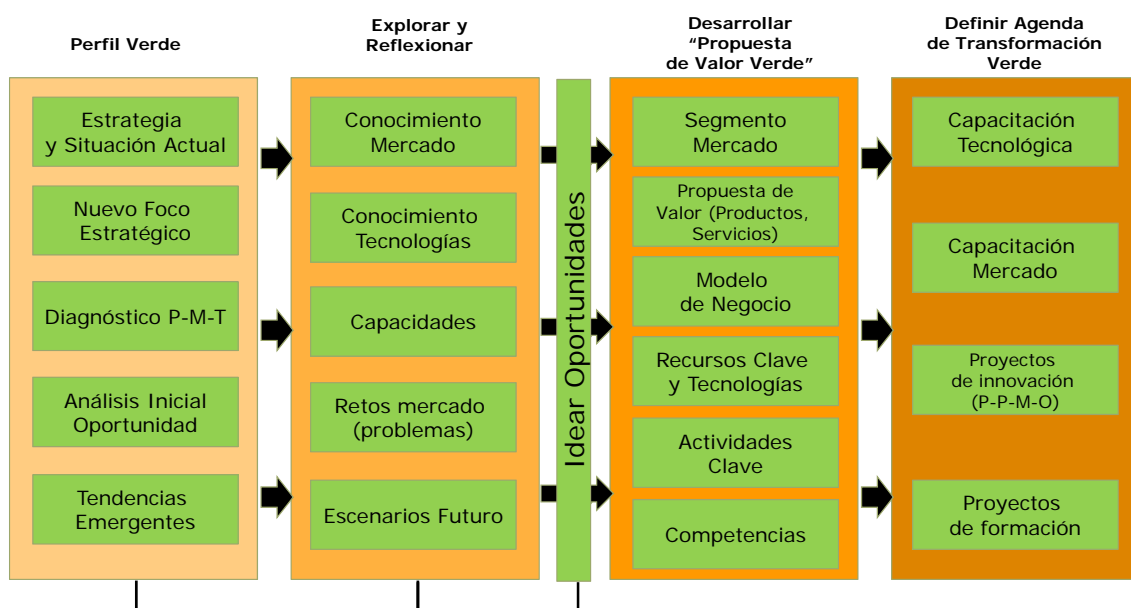 Perfil Verde
Explorar y
Reflexionar
Desarrollar
“Propuesta
de Valor Verde”
Definir Agenda
de Transformación
Verde
Estrategia
y Situación Actual
Nuevo Foco
Estratégico
Diagnóstico P-M-T
Análisis Inicial
Oportunidad
Tendencias
Emergentes
Conocimiento
Mercado
Conocimiento
Tecnologías
Capacidades
Retos mercado
(problemas)
Escenarios Futuro
Idear Oportunidades
Segmento
Mercado
Propuesta de
Valor (Productos,
Servicios)
Modelo
de Negocio
Recursos Clave
y Tecnologías
Actividades
Clave
Competencias
Capacitación
Tecnológica
Capacitación
Mercado
Proyectos
de innovación
(P-P-M-O)
Proyectos
de formación